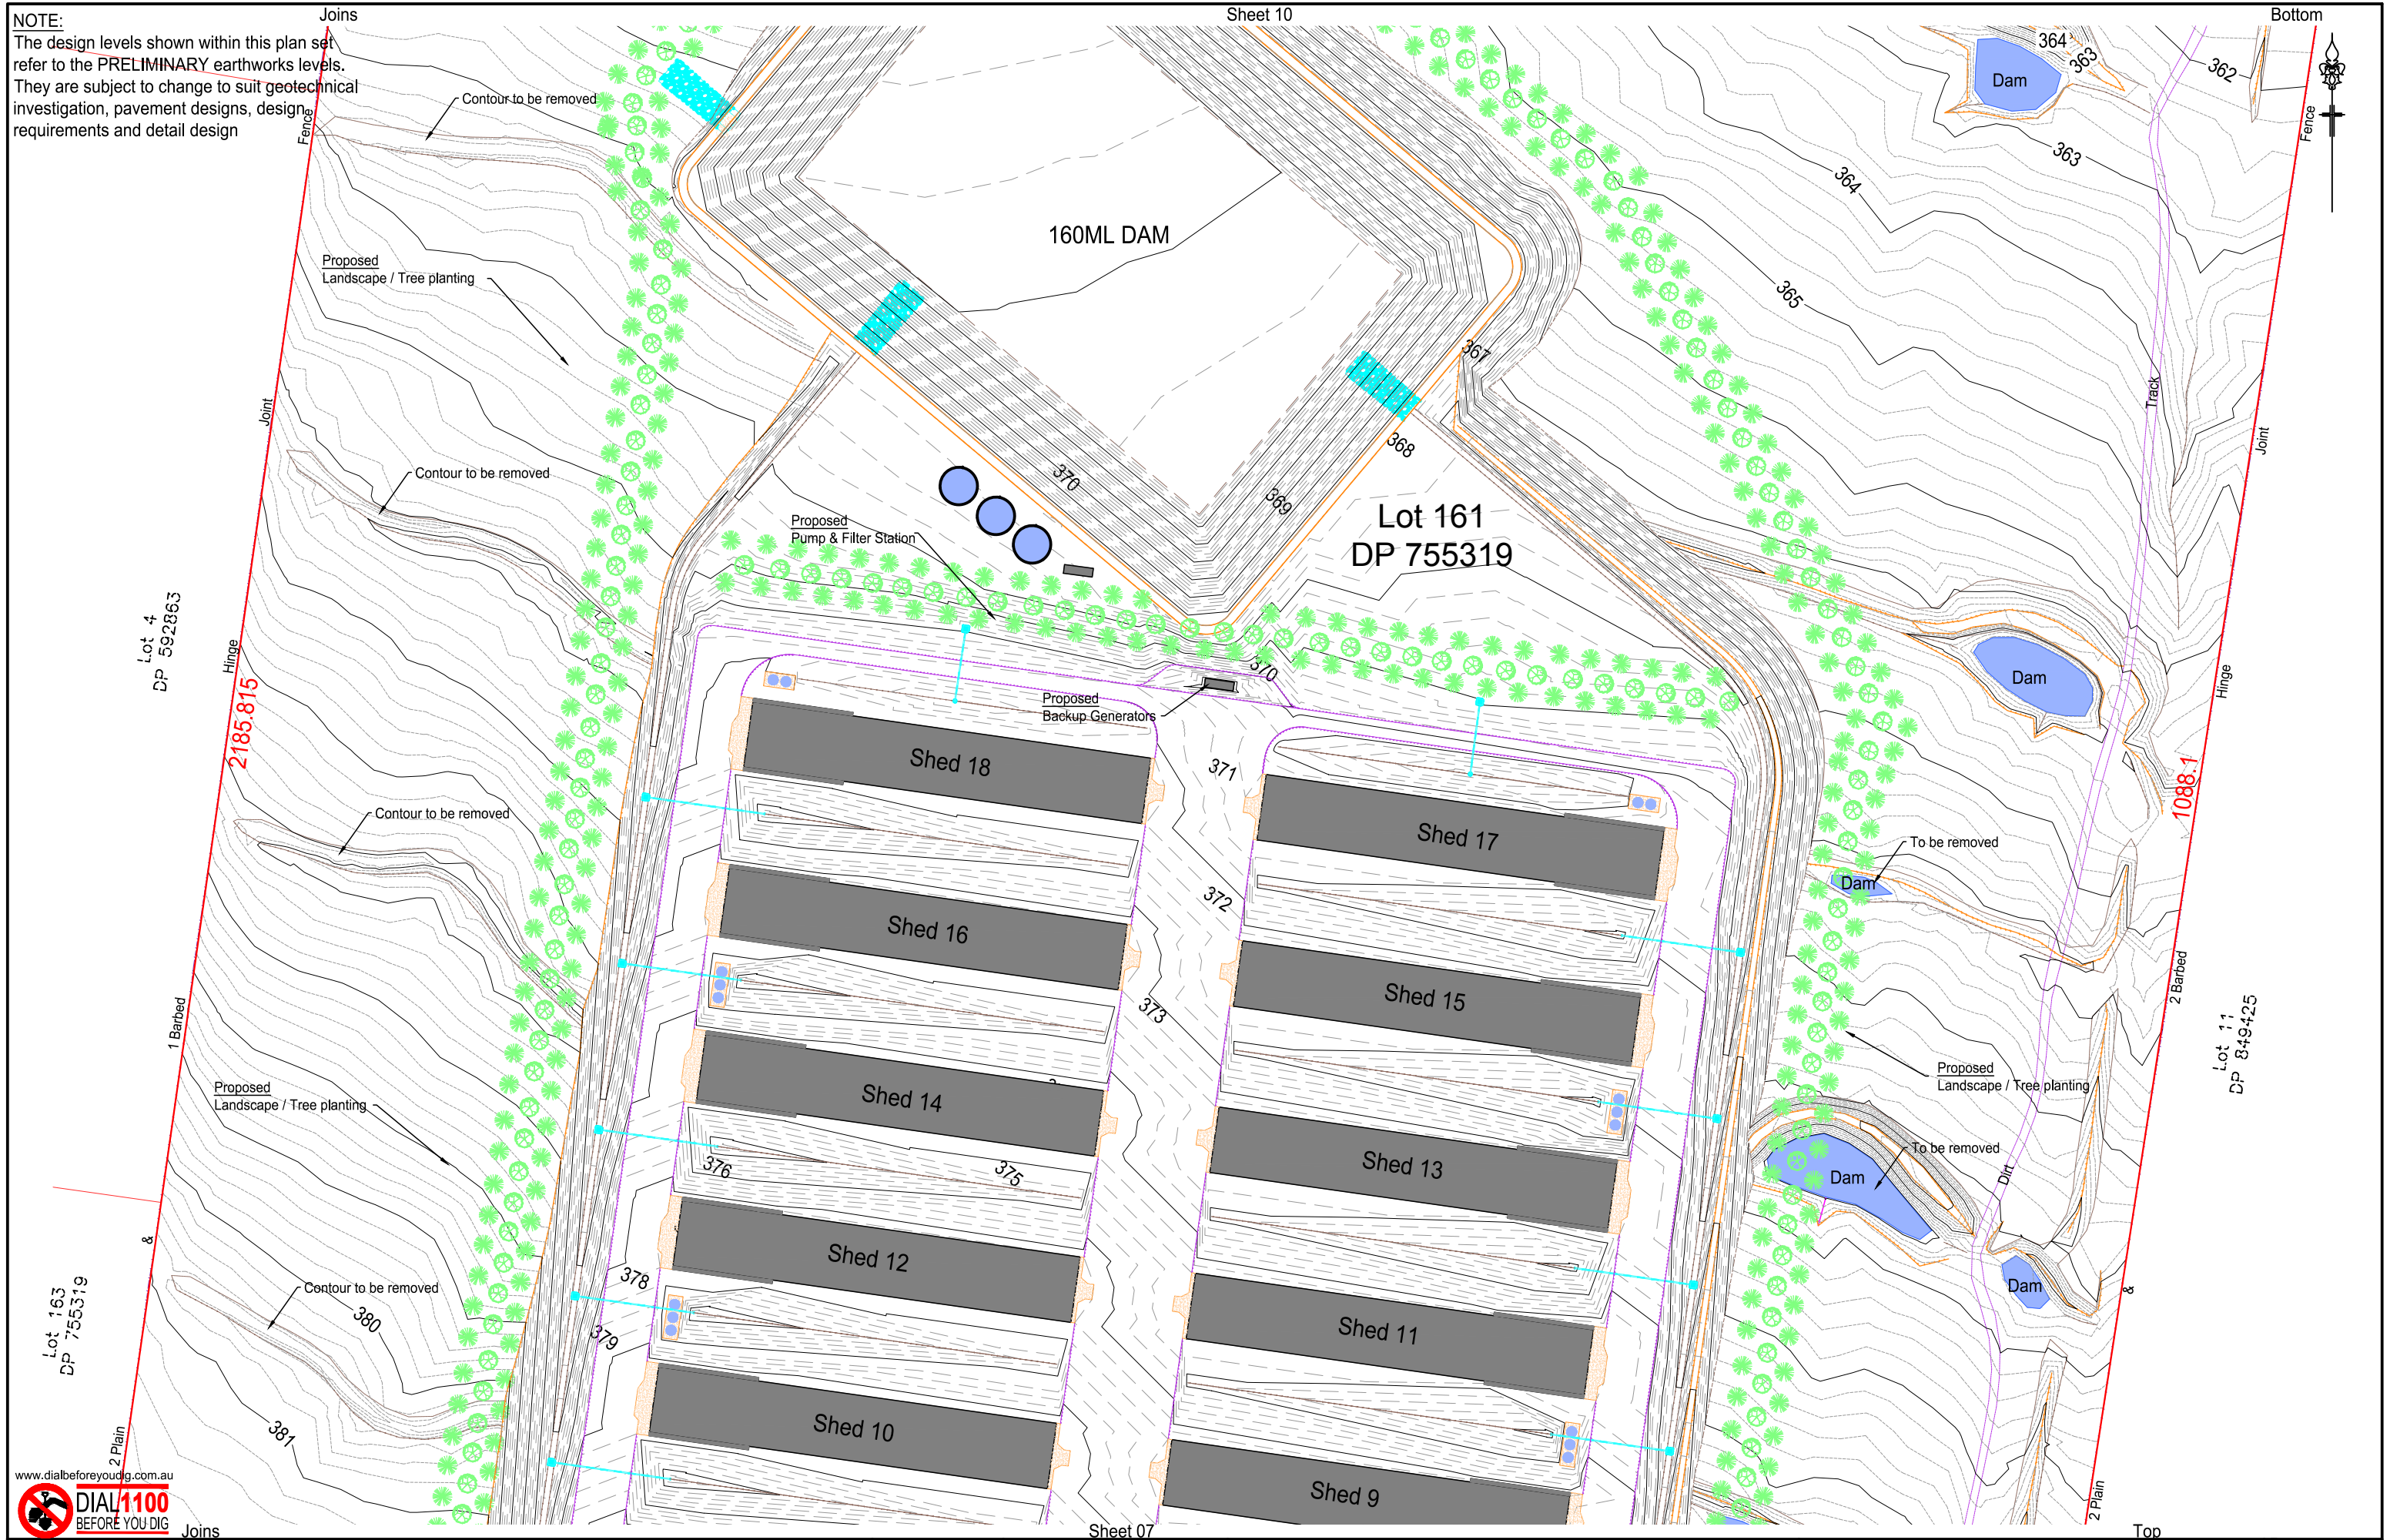 Joins
Sheet 10
Bottom
NOTE:
The design levels shown within this plan set
refer to the PRELIMINARY earthworks levels.
They are subject to change to suit geotechnical
investigation, pavement designs, design
requirements and detail design
Contour to be removed
Fence
364
363
362
Dam
Fence
363
364
160ML DAM
Proposed
Landscape / Tree planting
365
367
Track
Joint
Joint
368
Contour to be removed
370
369
Lot 161
DP 755319
Proposed
Pump & Filter Station
Lot 4
DP 592863
Hinge
2185.815
370
Dam
Hinge
Proposed
Backup Generators
Shed 18
371
1088.1
Contour to be removed
Shed 17
To be removed
Dam
372
Shed 16
Shed 15
373
2 Barbed
1 Barbed
Lot 11
DP 849425
Proposed
Landscape / Tree planting
Proposed
Landscape / Tree planting
Shed 14
To be removed
Shed 13
376
375
Dam
Dirt
&
Shed 12
378
Contour to be removed
Dam
&
Lot 163
DP 755319
380
379
Shed 11
Shed 10
381
2 Plain
Shed 9
2 Plain
www.dialbeforeyoudig.com.au
DIAL1100
BEFORE YOU DIG
Joins
Sheet 07
Top